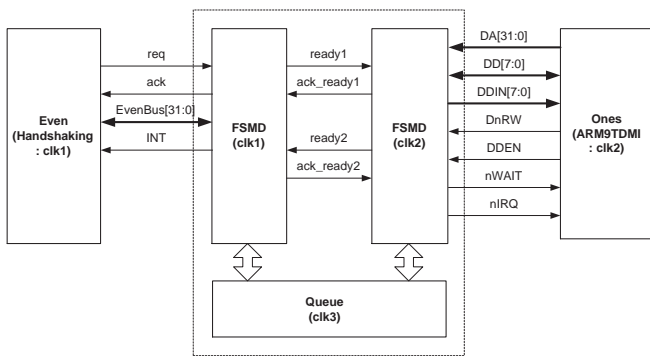 req
ack
EvenBus[31:0]
INT
Even
(Handshaking
: clk1)
FSMD
(clk1)
ready1
ack_ready1
ready2
ack_ready2
FSMD
(clk2)
DA[31:0]
DD[7:0]
DDIN[7:0]
DnRW
DDEN
nWAIT
nIRQ
Ones
(ARM9TDMI
: clk2)
Queue
(clk3)